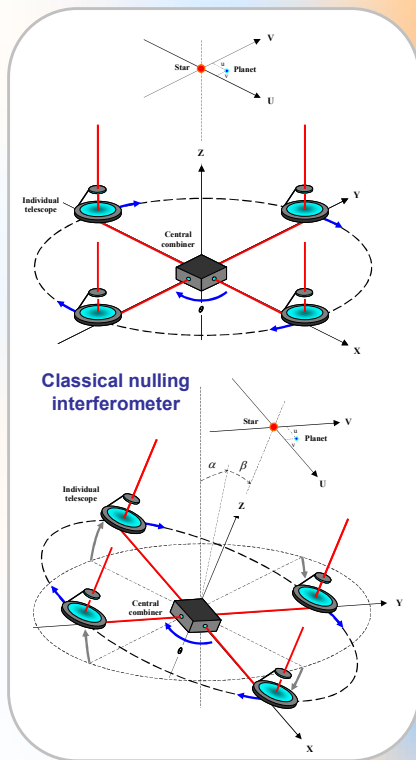 V
Star
u
Planet
v
U
Z
Individual
telescope
Y
Central
combiner
θ
X
Classical nulling
interferometer
Star
V
u
Planet
v
α
β
U
Individual
telescope
Z
Central
combiner
Y
θ
X